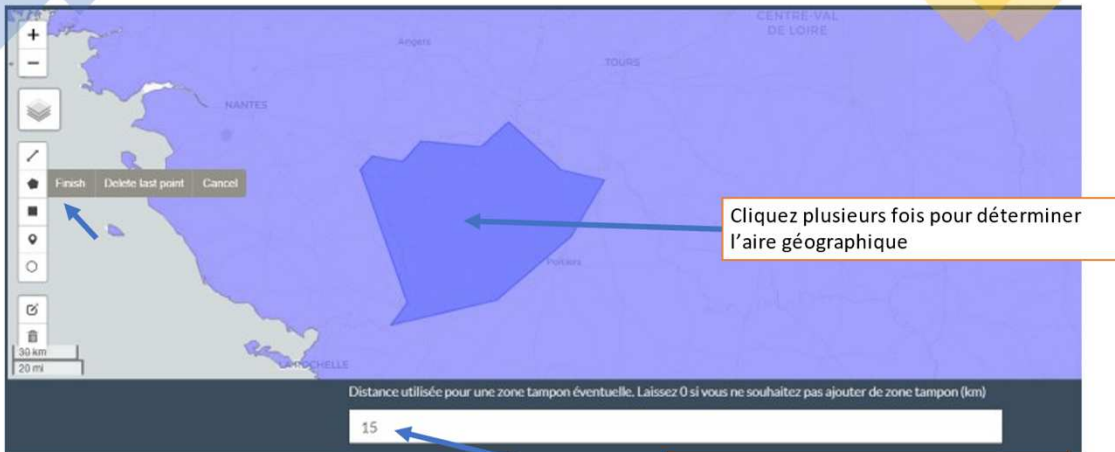 CENTRE-VAL
DE LOIRE
+
Angers
TOURS
−
NANTES
Finish Delete last point Cancel
Cliquez plusieurs fois pour déterminer
l'aire géographique
Poitiers
30 km
20 mi
LA ROCHELLE
Distance utilisée pour une zone tampon éventuelle. Laissez 0 si vous ne souhaitez pas ajouter de zone tampon (km)
15